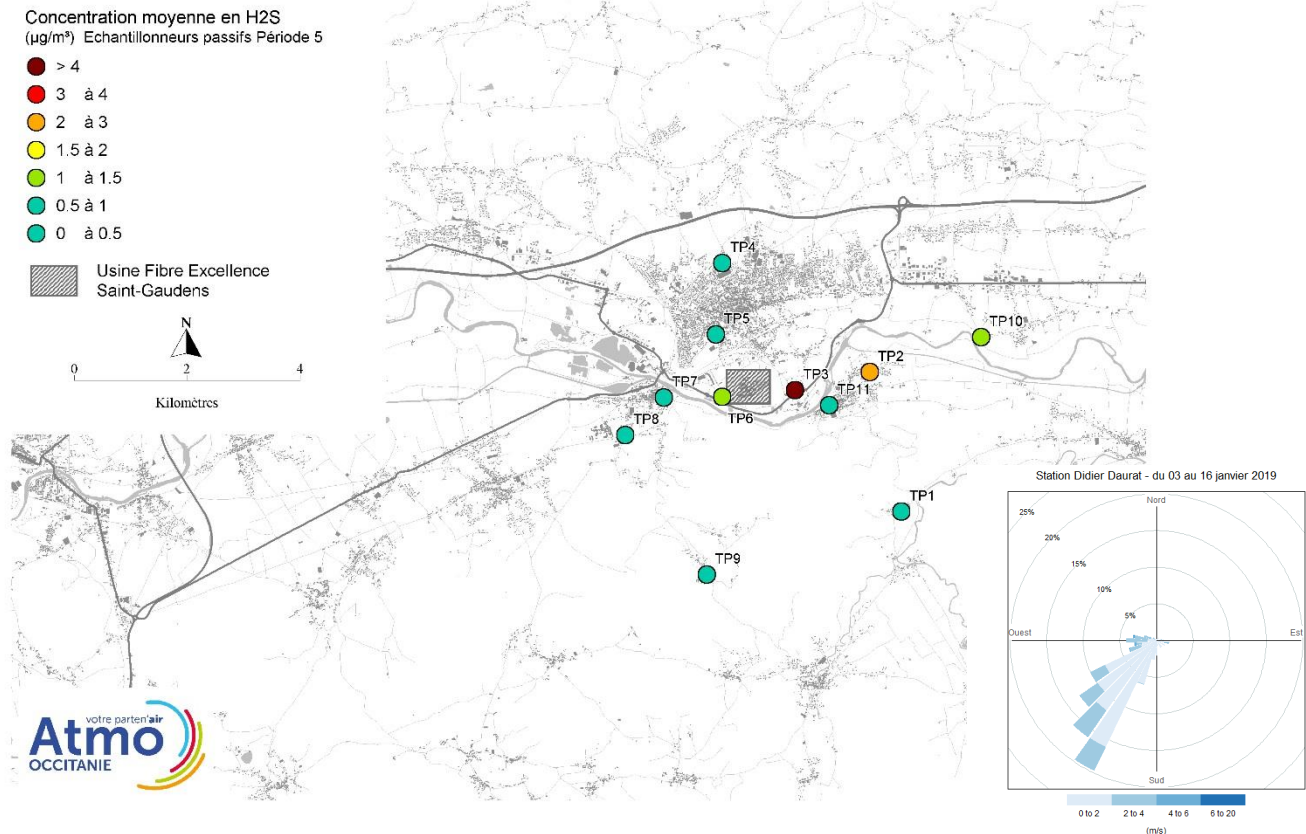 Concentration moyenne en H2S
(µg/m³) Echantillonneurs passifs Période 5
> 4
3 à 4
2 à 3
1.5 à 2
1 à 1.5
0.5 à 1
0 à 0.5
Usine Fibre Excellence
Saint-Gaudens
N
0 2 4
Kilomètres
TP4
TP5
TP10
TP2
TP7
TP3
TP11
TP6
TP8
TP1
TP9
Station Didier Daurat - du 03 au 16 janvier 2019
Nord
25%
20%
15%
10%
5%
Ouest
Est
Sud
0 to 2 2 to 4 4 to 6 6 to 20
(m/s)
votre parten'air
Atmo
OCCITANIE